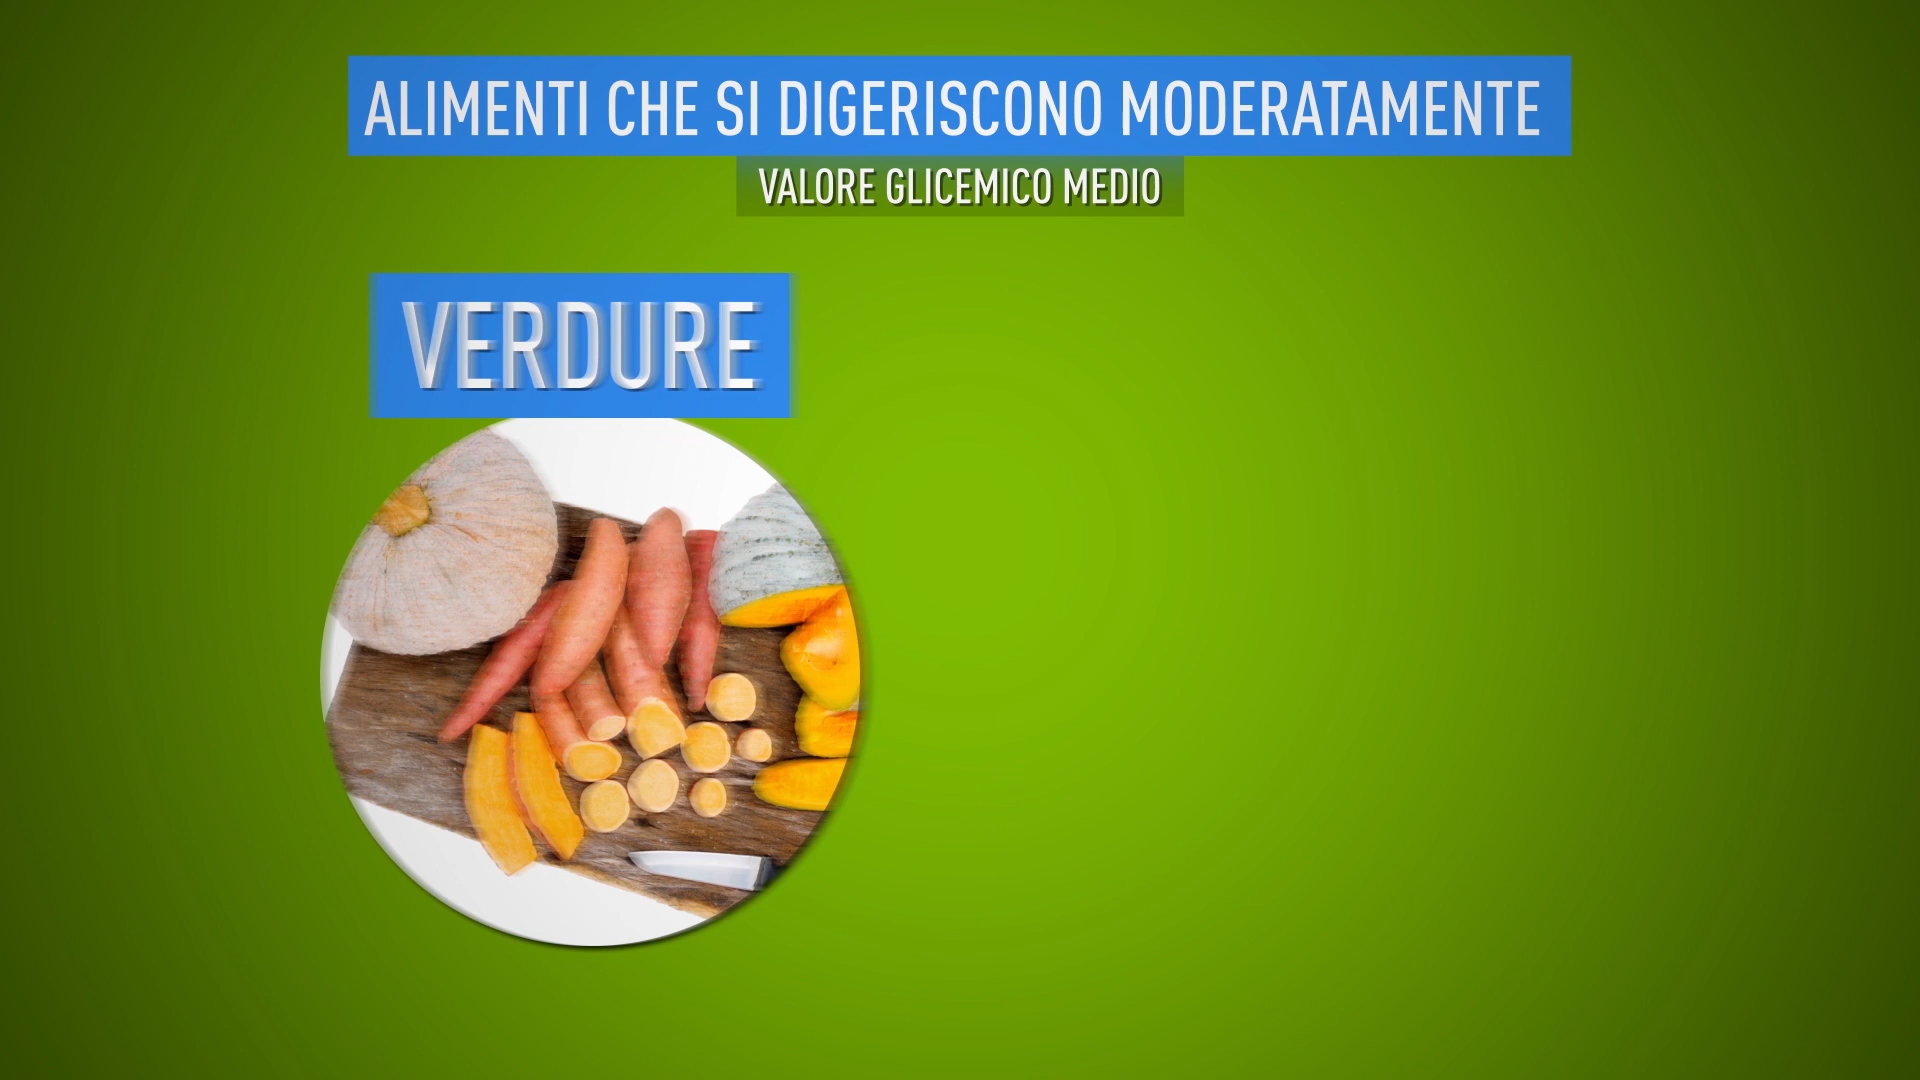 ALIMENTI CHE SI DIGERISCONO MODERATAMENTE
VALORE GLICEMICO MEDIO
VERDURE